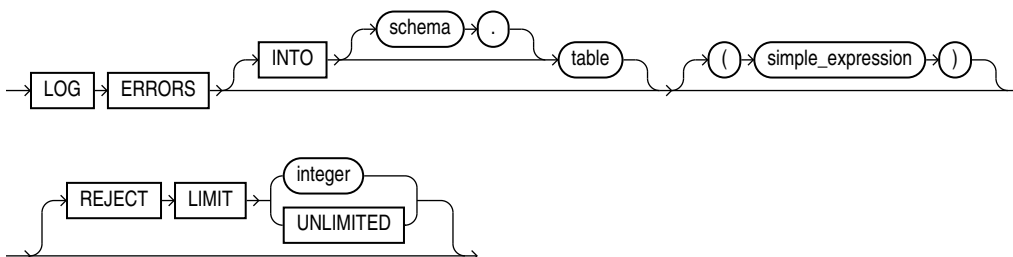 schema .
INTO table ( simple_expression )
LOG ERRORS
integer
REJECT LIMIT
UNLIMITED